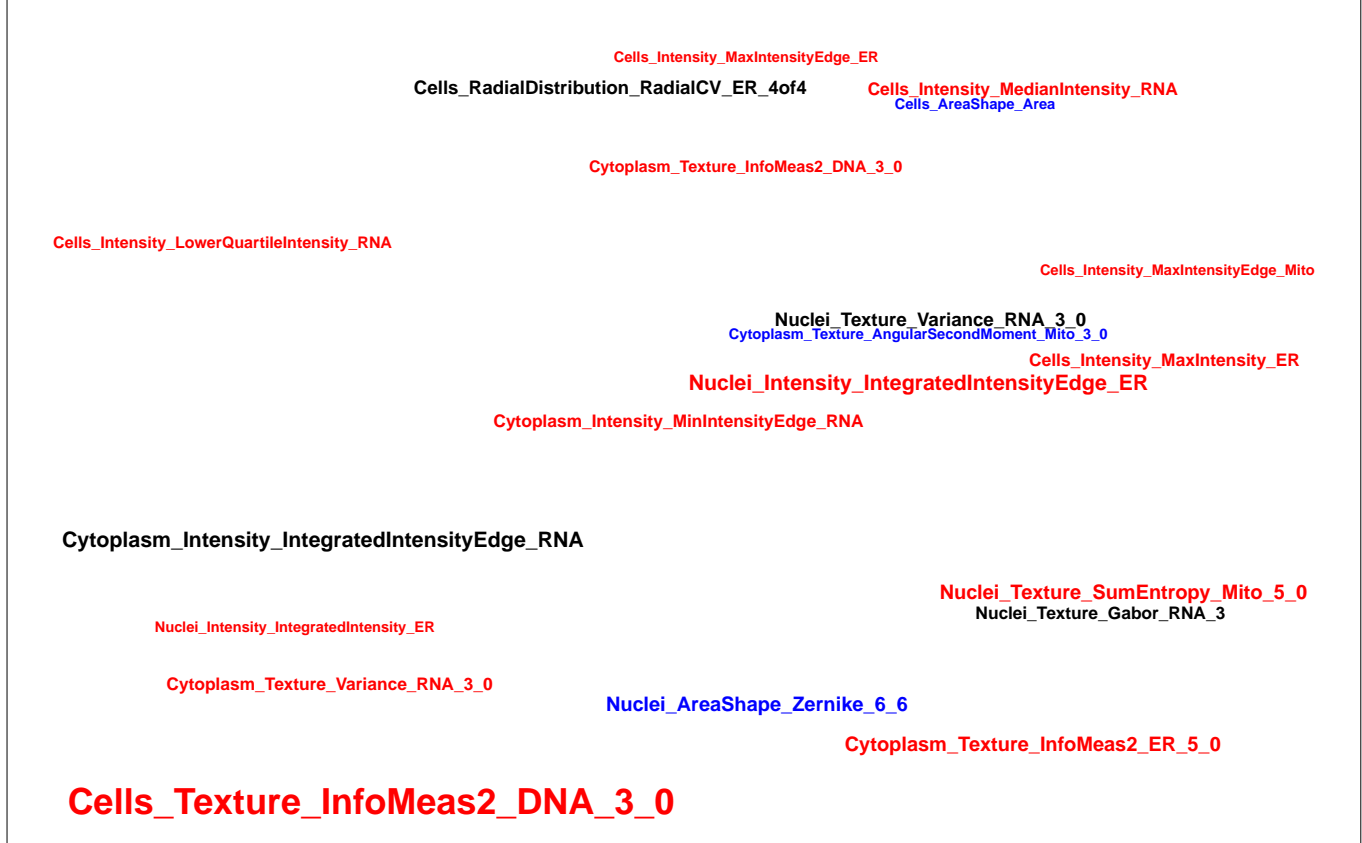 Cells_Intensity_MaxIntensityEdge_ER
Cells_RadialDistribution_RadialCV_ER_4of4
Cells_Intensity_MedianIntensity_RNA
Cells_AreaShape_Area
Cytoplasm_Texture_InfoMeas2_DNA_3_0
Cells_Intensity_LowerQuartileIntensity_RNA
Cells_Intensity_MaxIntensityEdge_Mito
Nuclei_Texture_Variance_RNA_3_0
Cytoplasm_Texture_AngularSecondMoment_Mito_3_0
Cells_Intensity_MaxIntensity_ER
Nuclei_Intensity_IntegratedIntensityEdge_ER
Cytoplasm_Intensity_MinIntensityEdge_RNA
Cytoplasm_Intensity_IntegratedIntensityEdge_RNA
Nuclei_Texture_SumEntropy_Mito_5_0
Nuclei_Texture_Gabor_RNA_3
Nuclei_Intensity_IntegratedIntensity_ER
Cytoplasm_Texture_Variance_RNA_3_0
Nuclei_AreaShape_Zernike_6_6
Cytoplasm_Texture_InfoMeas2_ER_5_0
Cells_Texture_InfoMeas2_DNA_3_0